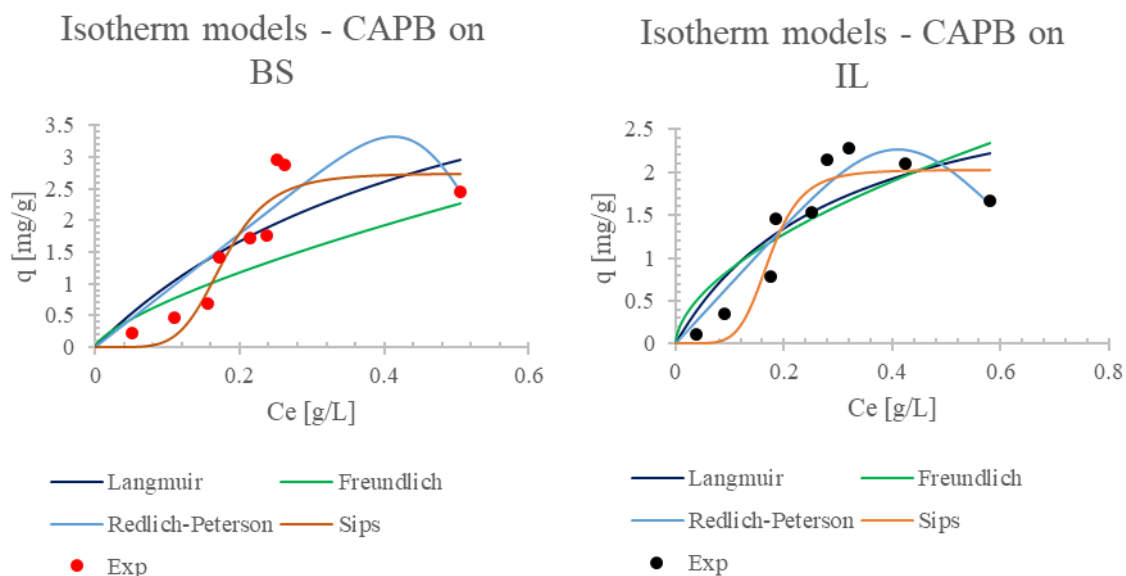 Isotherm models - CAPB on
BS
3.5
3
2.5
2
1.5
1
0.5
0
q [mg/g]
0 0.2 0.4 0.6
Ce [g/L]
Langmuir Freundlich
Redlich-Peterson Sips
Exp
Isotherm models - CAPB on
IL
2.5
2
1.5
1
0.5
0
q [mg/g]
0 0.2 0.4 0.6 0.8
Ce [g/L]
Langmuir Freundlich
Redlich-Peterson Sips
Exp